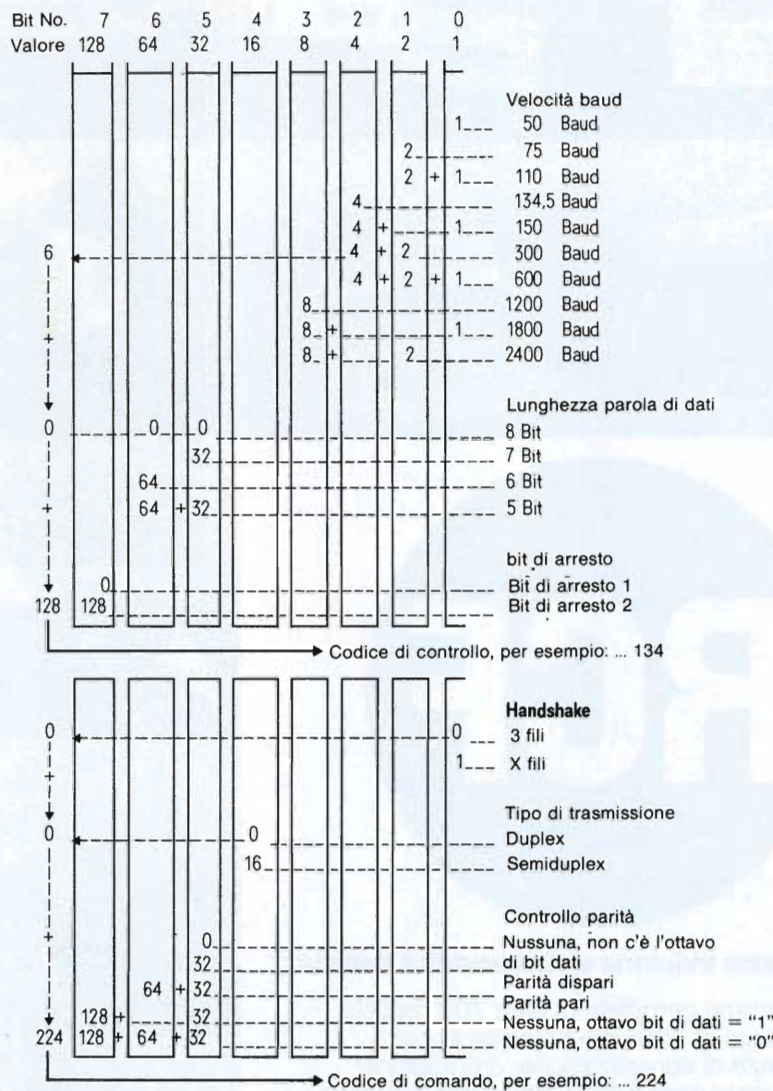 Bit No. 7 6 5 4 3 2 1 0
Valore 128 64 32 16 8 4 2 1
Velocità baud
1 50 Baud
2 75 Baud
2 + 1 110 Baud
4 134,5 Baud
4 + 1 150 Baud
6 4 + 2 300 Baud
4 + 2 + 1 600 Baud
8 1200 Baud
+ 8 + 1 1800 Baud
8 + 2 2400 Baud
Lunghezza parola di dati
0 0 0 8 Bit
32 7 Bit
64 6 Bit
+ 64 + 32 5 Bit
bit di arresto
0 Bit di arresto 1
128 128 Bit di arresto 2
Codice di controllo, per esempio: ... 134
Handshake
0 0 3 fili
+ 1 X fili
Tipo di trasmissione
0 0 Duplex
16 Semiduplex
Controllo parità
+ 0 Nussuna, non c'è l'ottavo
32 di bit dati
64 + 32 Parità dispari
Parità pari
128 + 32 Nessuna, ottavo bit di dati = "1"
224 128 + 64 + 32 Nessuna, ottavo bit di dati = "0"
Codice di comando, per esempio: ... 224